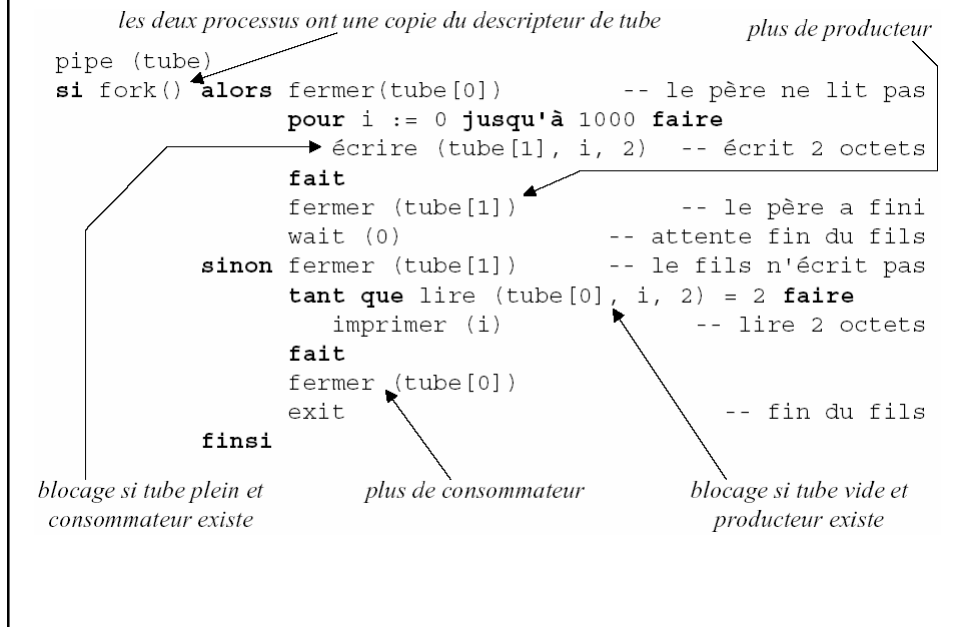 les deux processus ont une copie du descripteur de tube
plus de producteur
pipe (tube)
si fork() alors fermer(tube[0]) -- le père ne lit pas
pour i := 0 jusqu'à 1000 faire
écrire (tube[1], i, 2) -- écrit 2 octets
fait
fermer (tube[1]) -- le père a fini
wait (0) -- attente fin du fils
sinon fermer (tube[1]) -- le fils n'écrit pas
tant que lire (tube[0], i, 2) = 2 faire
imprimer (i) -- lire 2 octets
fait
fermer (tube[0])
exit -- fin du fils
finsi
blocage si tube plein et
consommateur existe
plus de consommateur
blocage si tube vide et
producteur existe